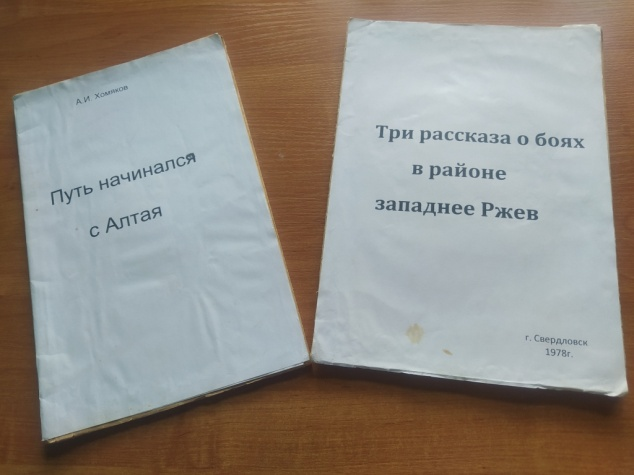 А.И Хомяков
Путь начинался
с Алтая
Три рассказа о боях
в районе
западнее Ржев
г. Свердловск
1978г.